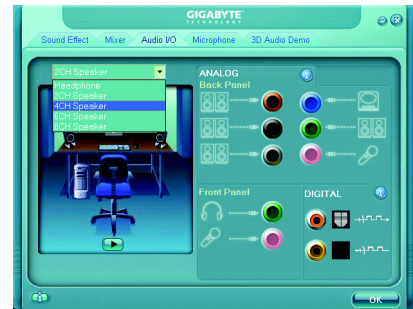 GIGABYTE
TECHNOLOGY
Sound Effect
Mixer
Audio I/O
Microphone
3D Audio Demo
2CH Speaker
Headphone
2CH Speaker
4CH Speaker
6CH Speaker
8CH Speaker
ANALOG
Back Panel
Front Panel
DIGITAL
OK